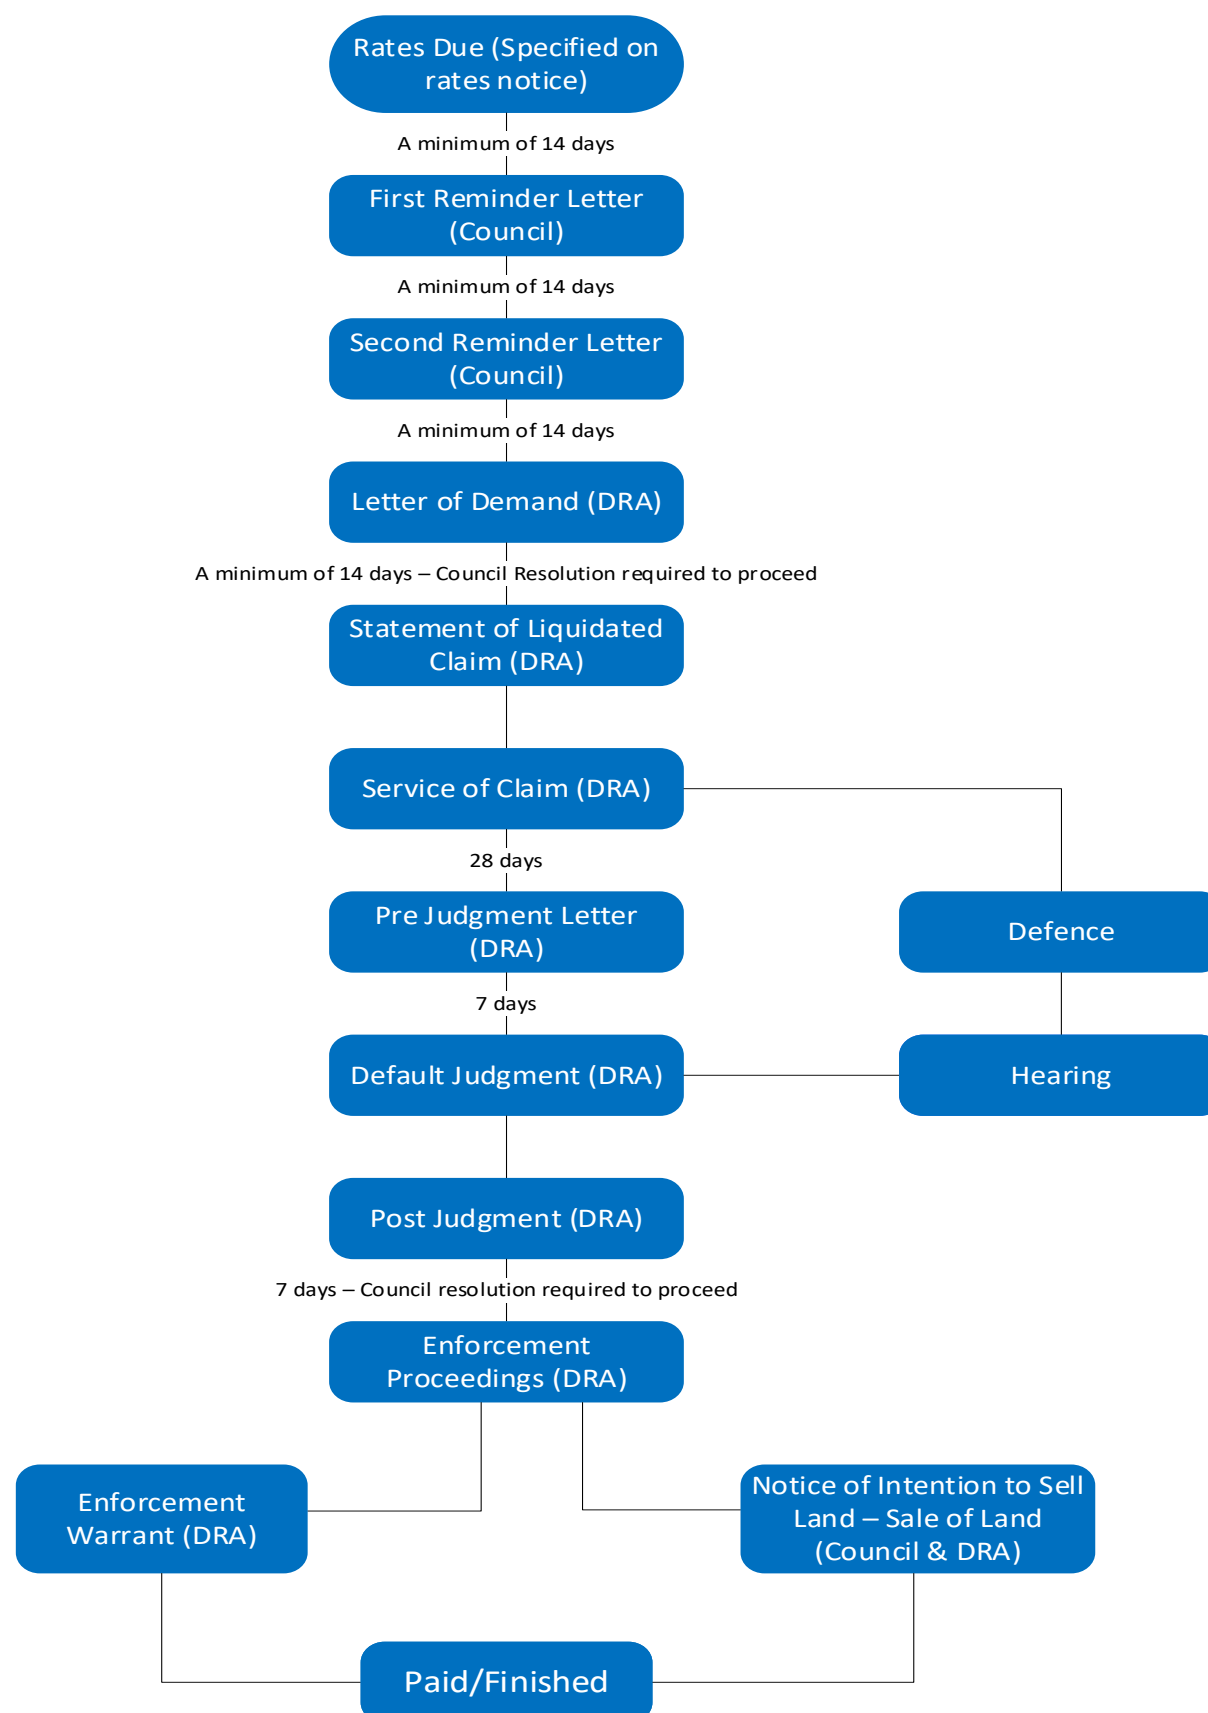 Rates Due (Specified on
rates notice)
A minimum of 14 days
First Reminder Letter
(Council)
A minimum of 14 days
Second Reminder Letter
(Council)
A minimum of 14 days
Letter of Demand (DRA)
A minimum of 14 days – Council Resolution required to proceed
Statement of Liquidated
Claim (DRA)
Service of Claim (DRA)
28 days
Pre Judgment Letter
(DRA)
Defence
7 days
Default Judgment (DRA)
Hearing
Post Judgment (DRA)
7 days – Council resolution required to proceed
Enforcement
Proceedings (DRA)
Enforcement
Warrant (DRA)
Notice of Intention to Sell
Land – Sale of Land
(Council & DRA)
Paid/Finished